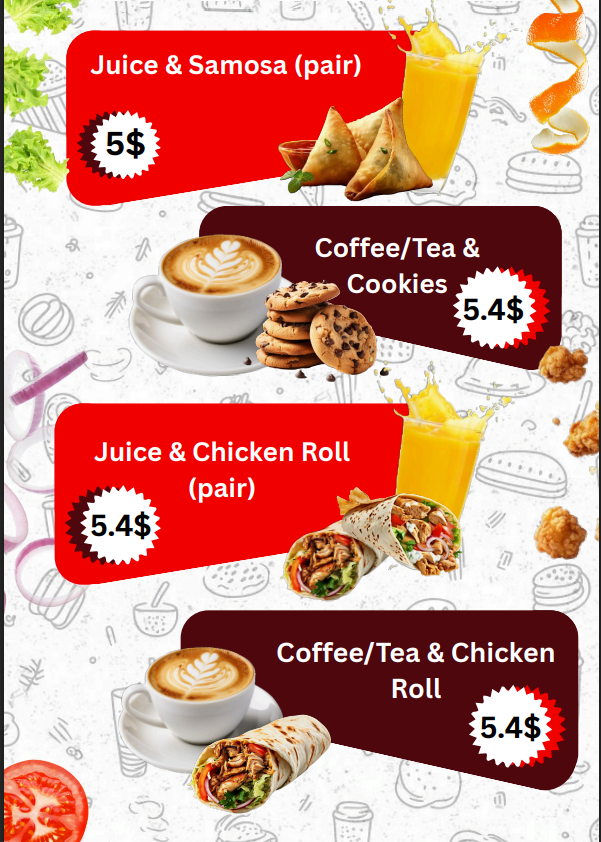 Juice & Samosa (pair)
5$
Coffee/Tea &
Cookies
5.4$
Juice & Chicken Roll
(pair)
5.4$
Coffee/Tea & Chicken
Roll
5.4$